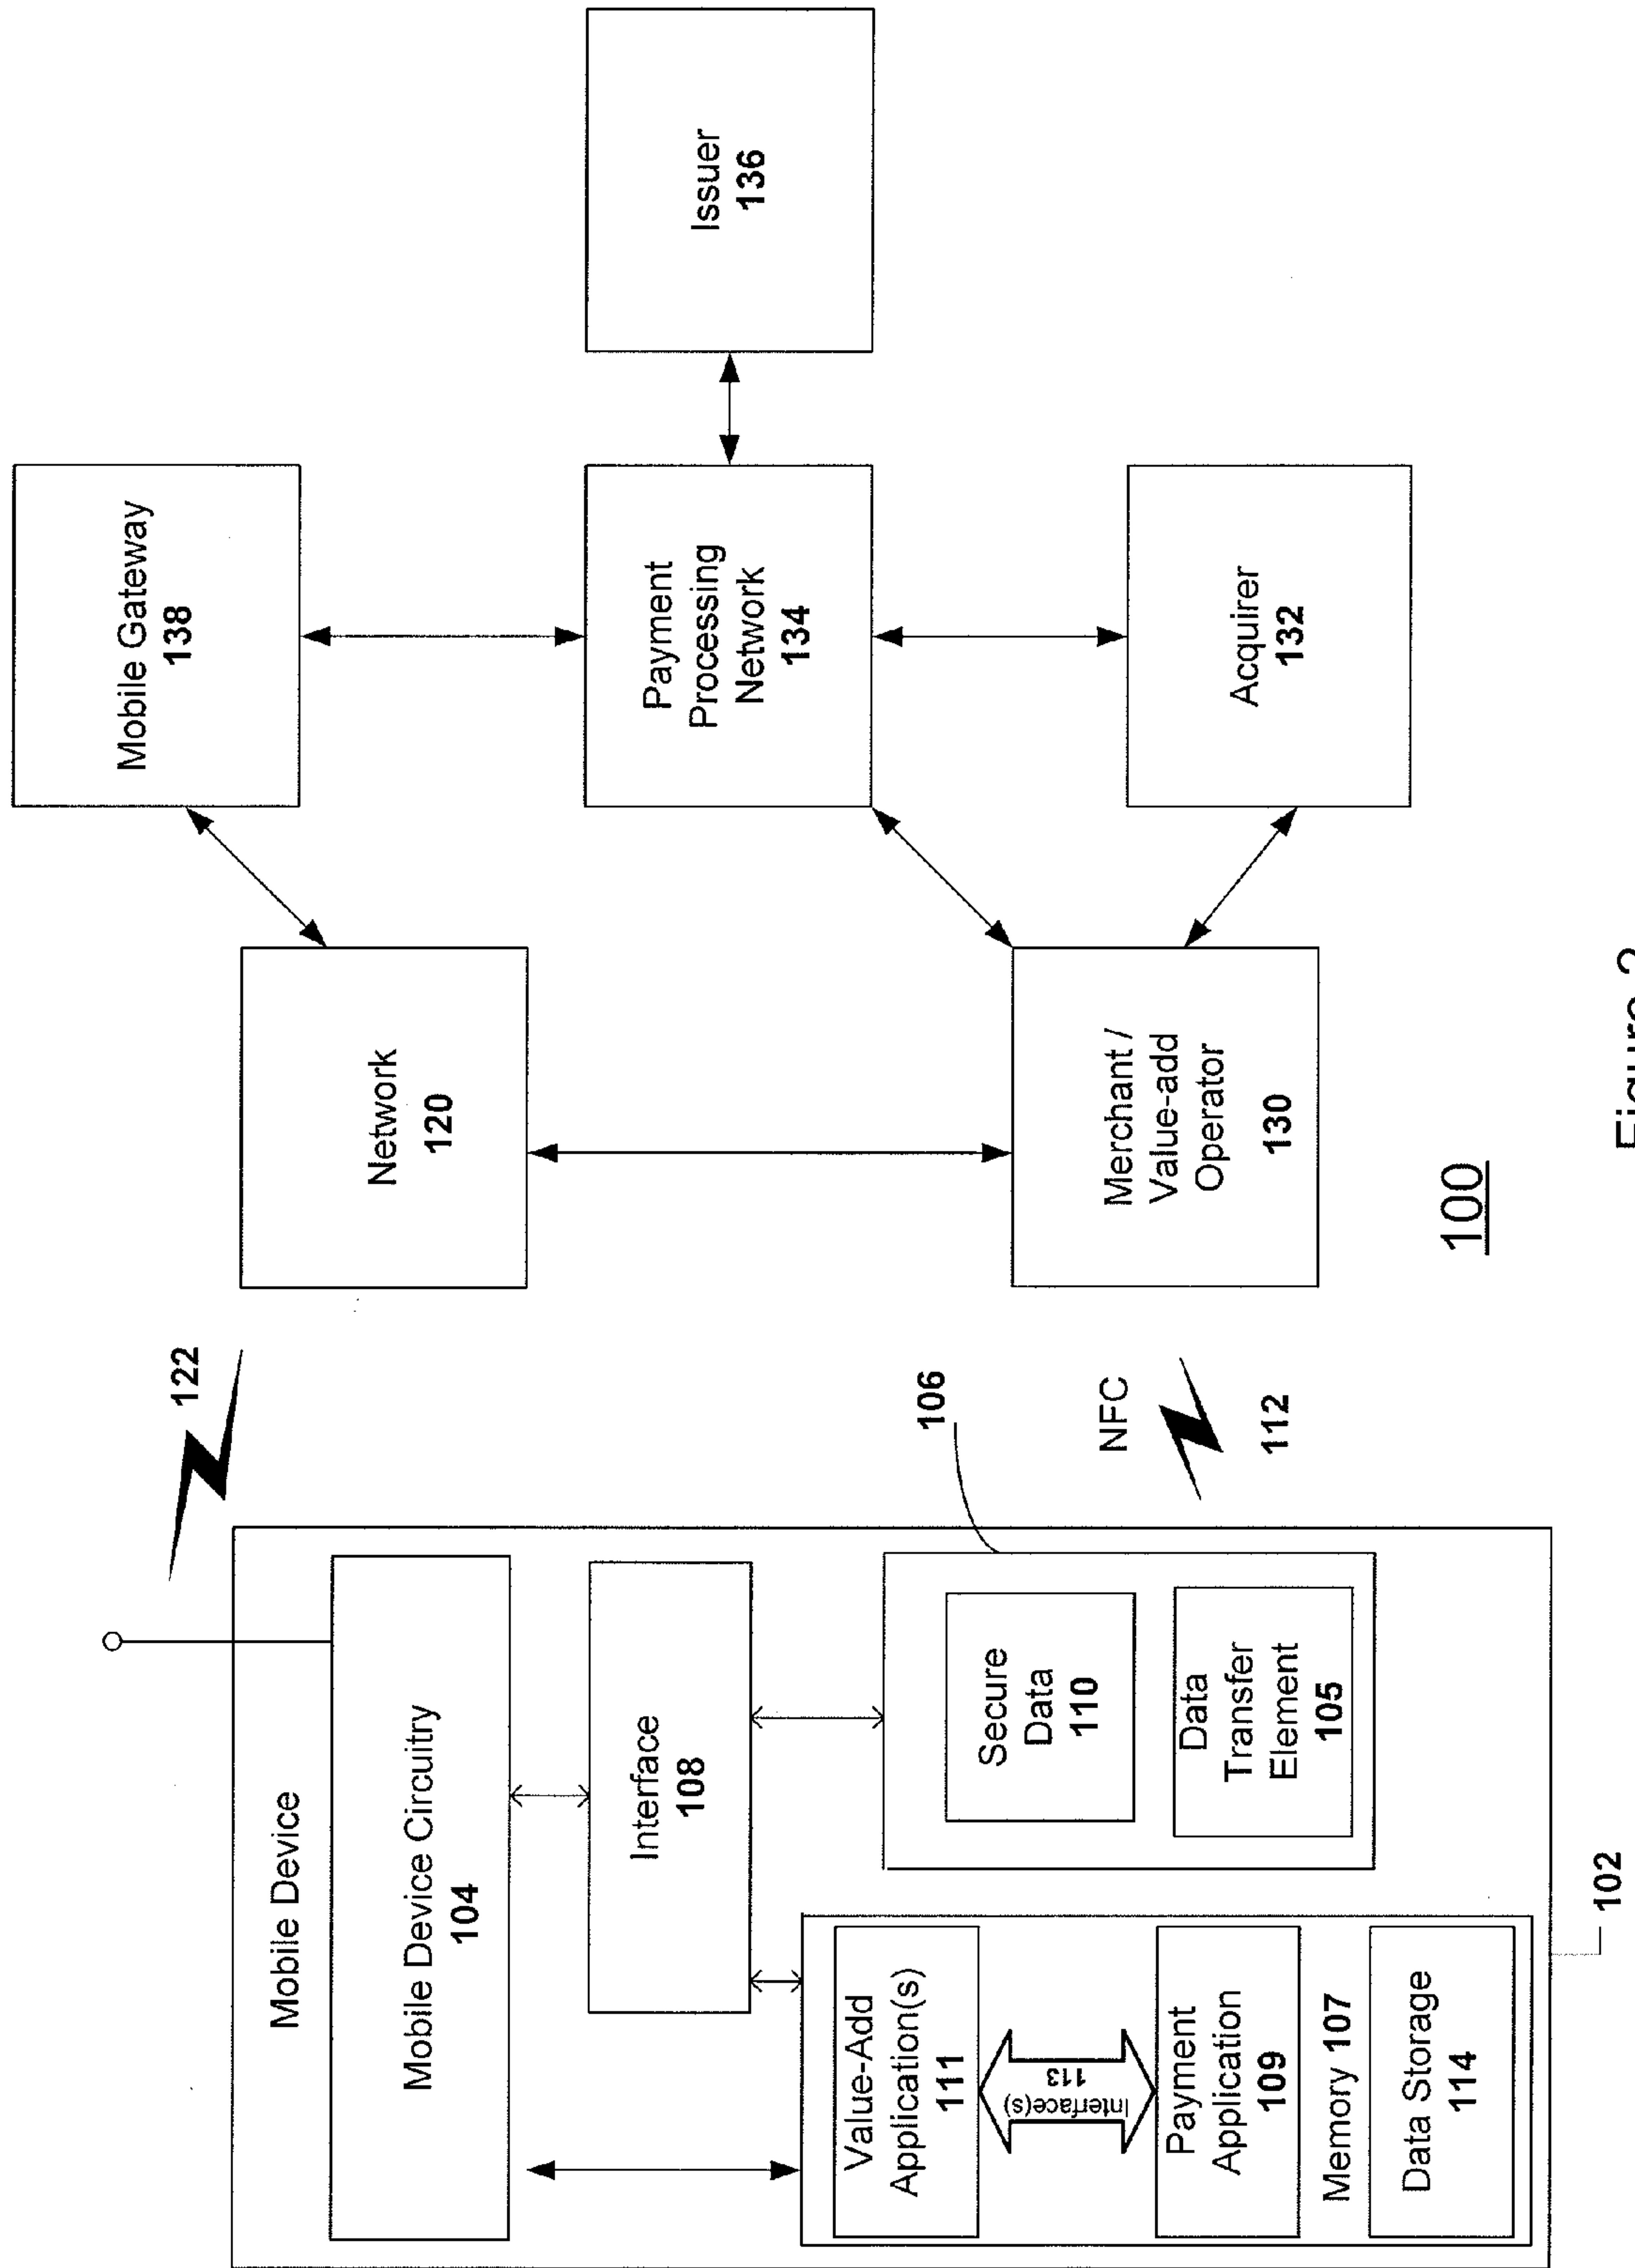 Mobile Device
Mobile Device Circuitry
104
Interface
108
Value-Add
Application(s)
111
Interface(s)
113
Payment
Application
109
Memory 107
Data Storage
114
Secure
Data
110
Data
Transfer
Element
105
106
102
122
NFC
112
Network
120
Merchant /
Value-add
Operator
130
Mobile Gateway
138
Payment
Processing
Network
134
Acquirer
132
Issuer
136
100
Figure 2